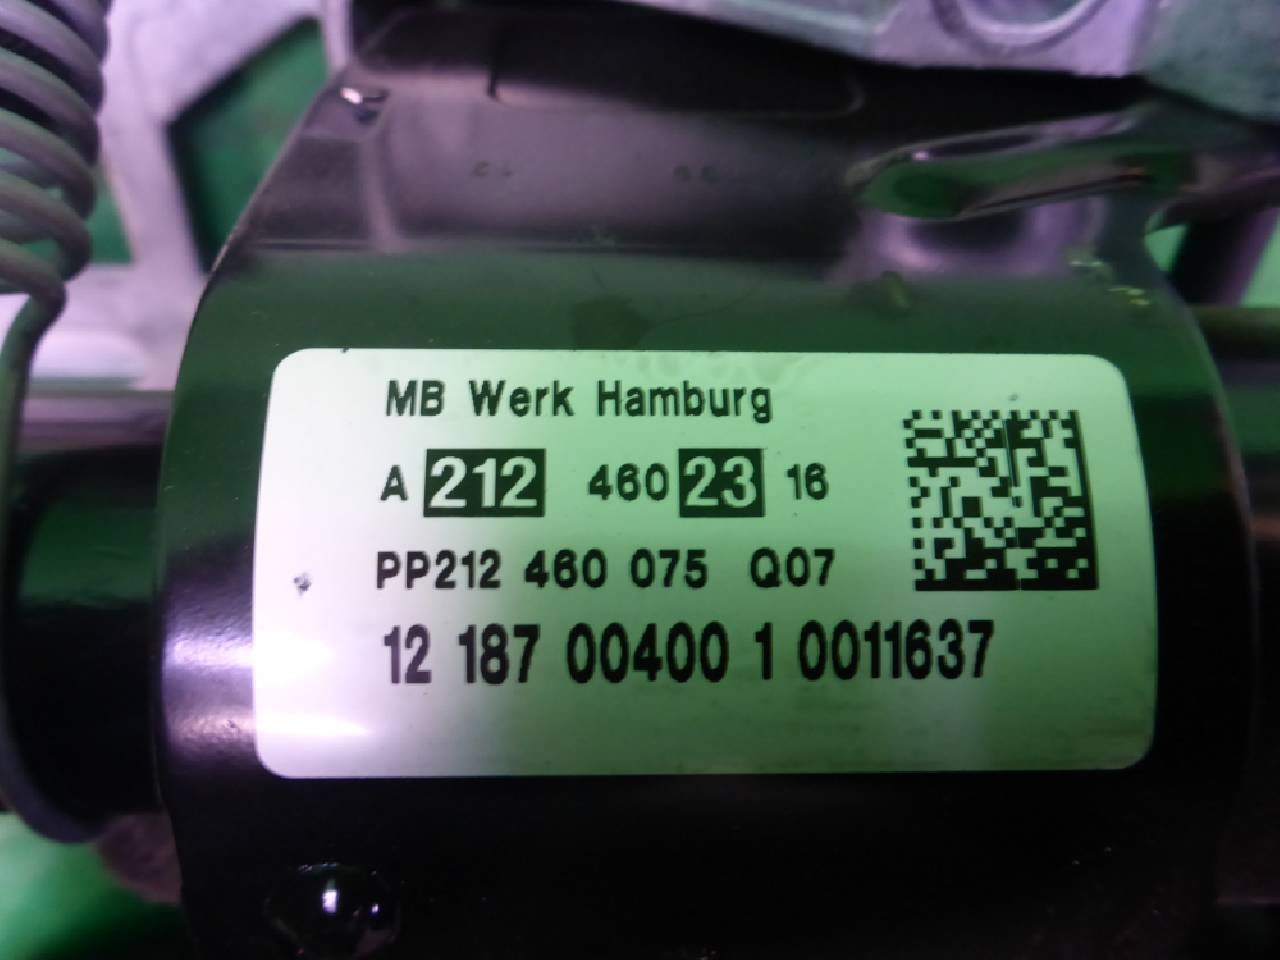 MB Werk Hamburg
A 212 460 23 16
PP212 460 075 Q07
12 187 00400 1 0011637